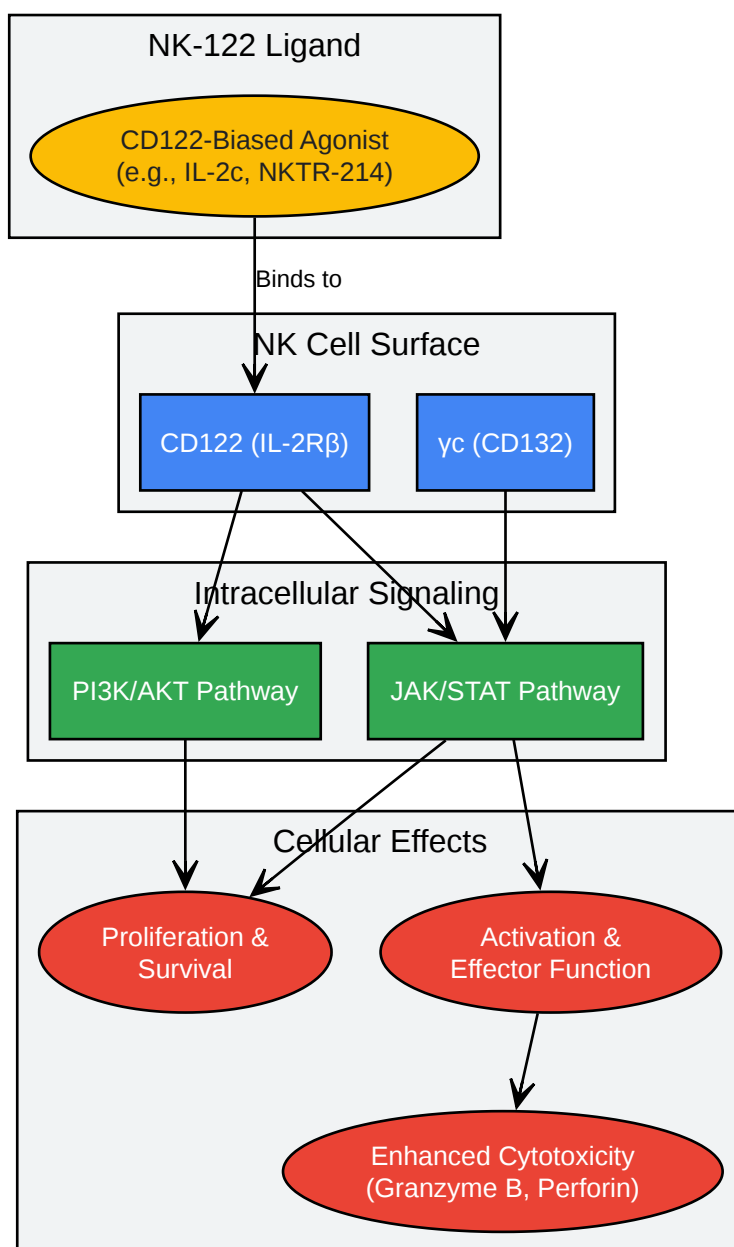 NK-122 Ligand
CD122-Biased Agonist
(e.g., IL-2c, NKTR-214)
Binds to
NK Cell Surface
CD122 (IL-2Rβ)
γc (CD132)
Intracellular Signaling
PI3K/AKT Pathway
JAK/STAT Pathway
Cellular Effects
Proliferation &
Survival
Activation &
Effector Function
Enhanced Cytotoxicity
(Granzyme B, Perforin)